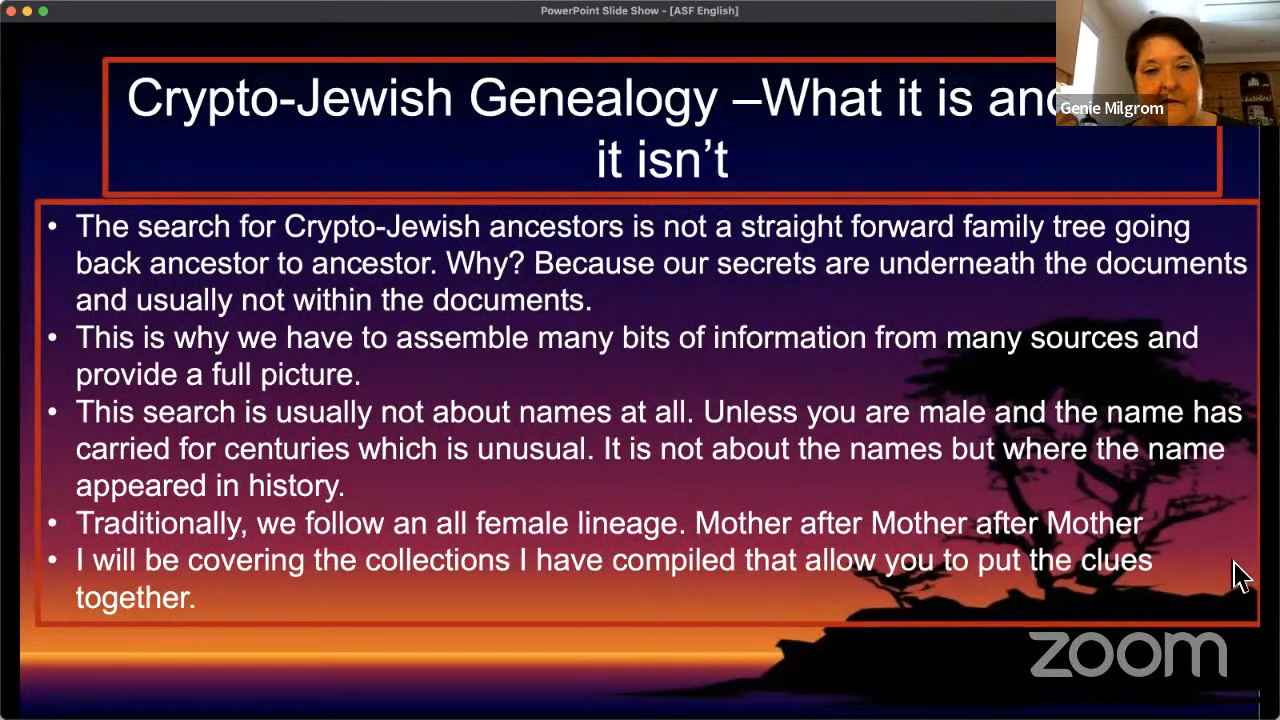 PowerPoint Slide Show - [ASF English]
Crypto-Jewish Genealogy –What it is and
it isn't
Genie Milgrom
• The search for Crypto-Jewish ancestors is not a straight forward family tree going
back ancestor to ancestor. Why? Because our secrets are underneath the documents
and usually not within the documents.
• This is why we have to assemble many bits of information from many sources and
provide a full picture.
• This search is usually not about names at all. Unless you are male and the name has
carried for centuries which is unusual. It is not about the names but where the name
appeared in history.
• Traditionally, we follow an all female lineage. Mother after Mother after Mother
• I will be covering the collections I have compiled that allow you to put the clues
together.
zoom